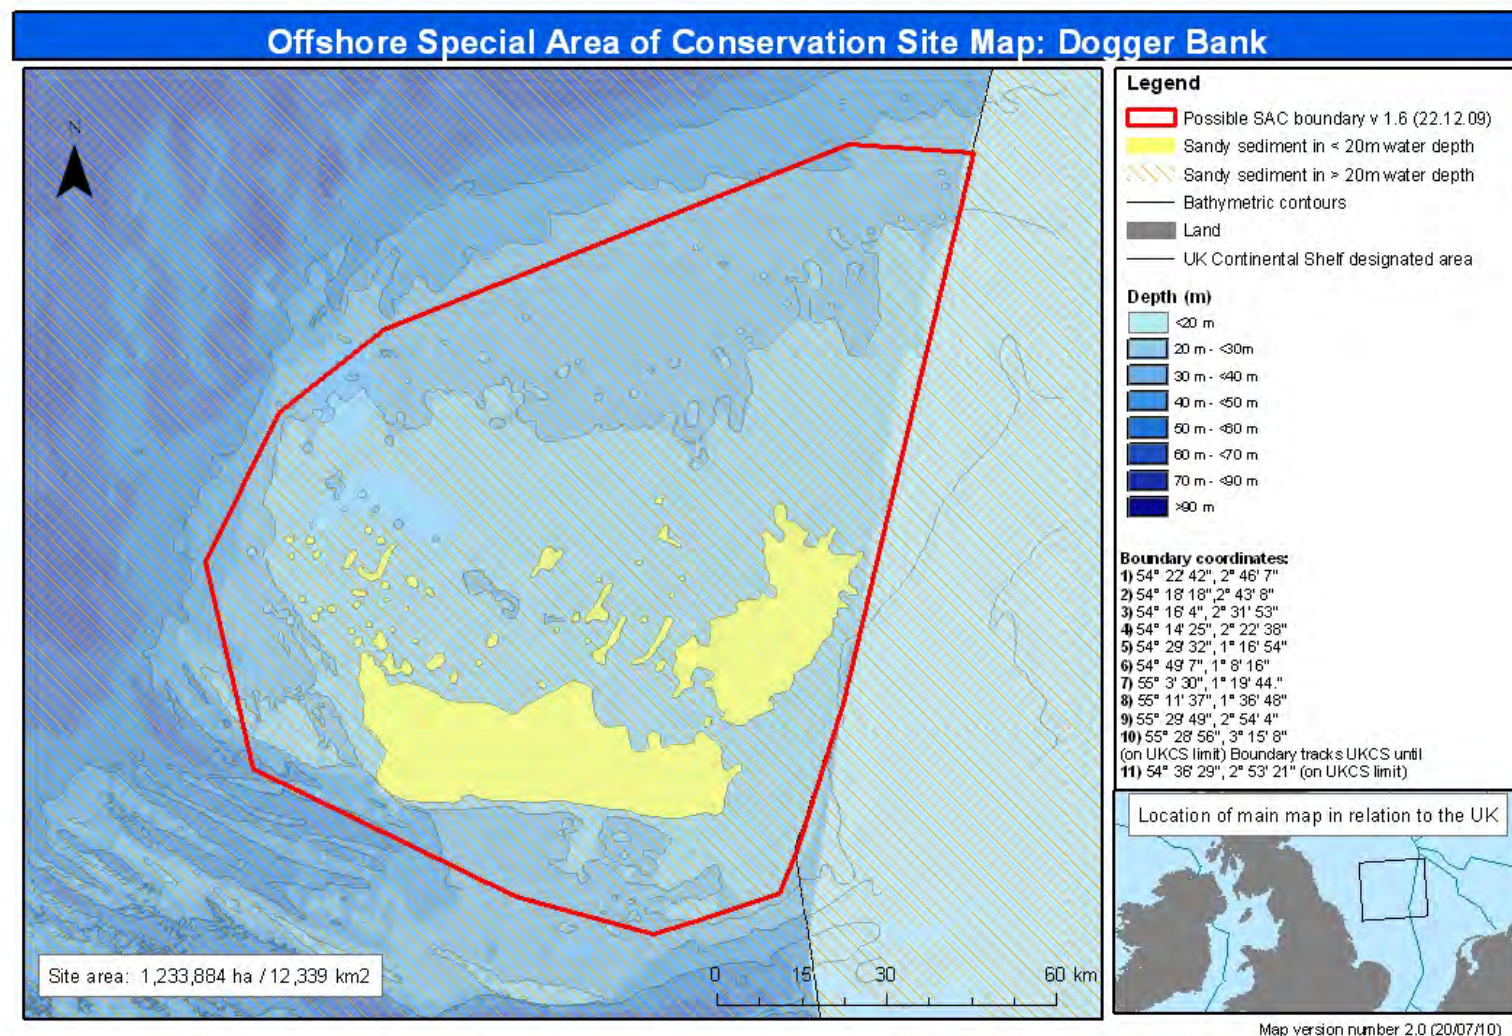 Offshore Special Area of Conservation Site Map: Dogger Bank
N
Site area: 1,233,884 ha / 12,339 km2
0 15 30 60 km
Legend
Possible SAC boundary v 1.6 (22.12.09)
Sandy sediment in < 20m water depth
Sandy sediment in > 20m water depth
Bathymetric contours
Land
UK Continental Shelf designated area
Depth (m)
<20 m
20 m - <30m
30 m - <40 m
40 m - <50 m
50 m - <60 m
60 m - <70 m
70 m - <90 m
>90 m
Boundary coordinates:
1) 54° 22' 42", 2° 46' 7"
2) 54° 18' 18", 2° 43' 8"
3) 54° 16' 4", 2° 31' 53"
4) 54° 14' 25", 2° 22' 38"
5) 54° 29' 32", 1° 16' 54"
6) 54° 49' 7", 1° 8' 16"
7) 55° 3' 30", 1° 19' 44."
8) 55° 11' 37", 1° 36' 48"
9) 55° 29' 49", 2° 54' 4"
10) 55° 28' 56", 3° 15' 8"
(on UKCS limit) Boundary tracks UKCS until
11) 54° 36' 29", 2° 53' 21" (on UKCS limit)
Location of main map in relation to the UK
Map version number 2.0 (20/07/10)